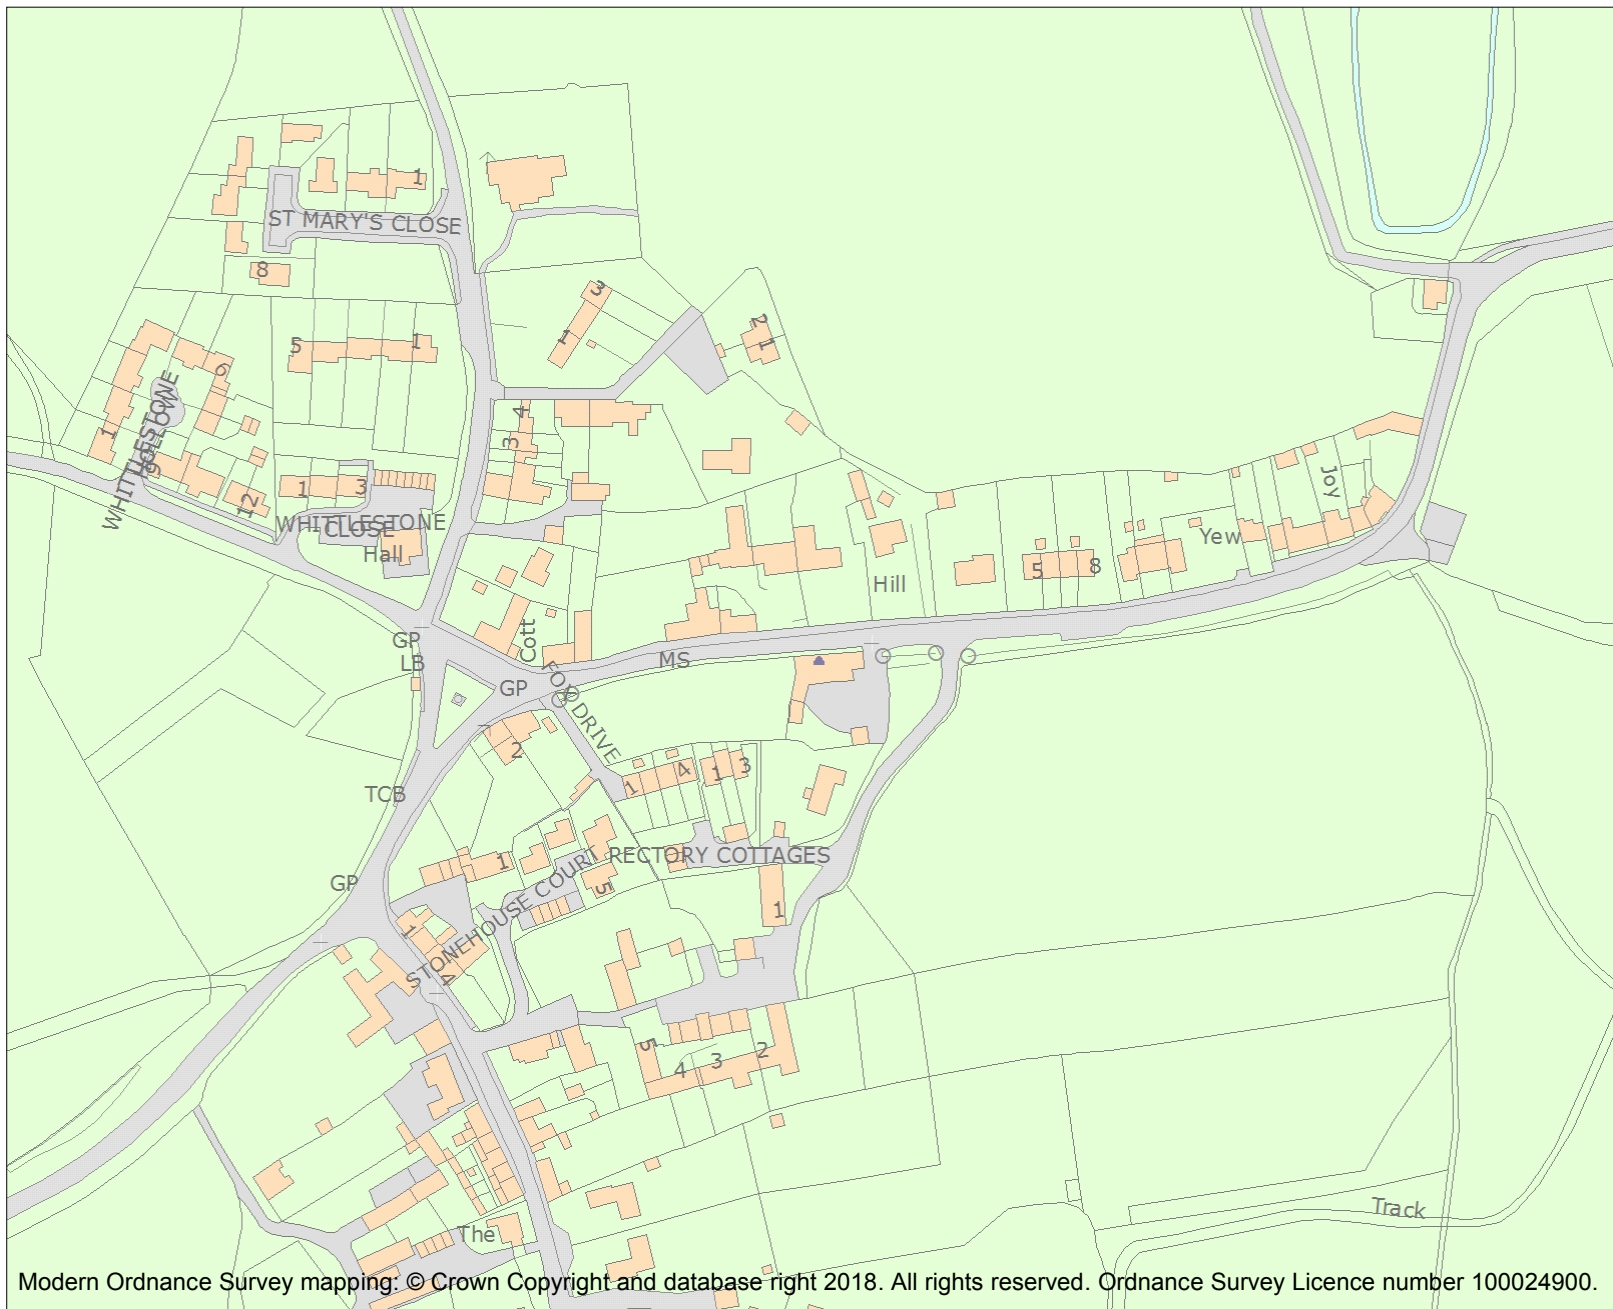 1
ST MARY'S CLOSE
8
3
1
2
1
5
1
6
4
3
1
WHITTLESTONE
HOLLOW
9
12
1
3
WHITTLESTONE
CLOSE
Hall
Joy
Yew
5
8
Hill
Cott
GP
LB
MS
GP
FOX DRIVE
2
TCB
1
4
1
3
RECTORY COTTAGES
1
GP
STONEHOUSE COURT
5
1
1
4
5
4
3
2
The
Track
Modern Ordnance Survey mapping: © Crown Copyright and database right 2018. All rights reserved. Ordnance Survey Licence number 100024900.